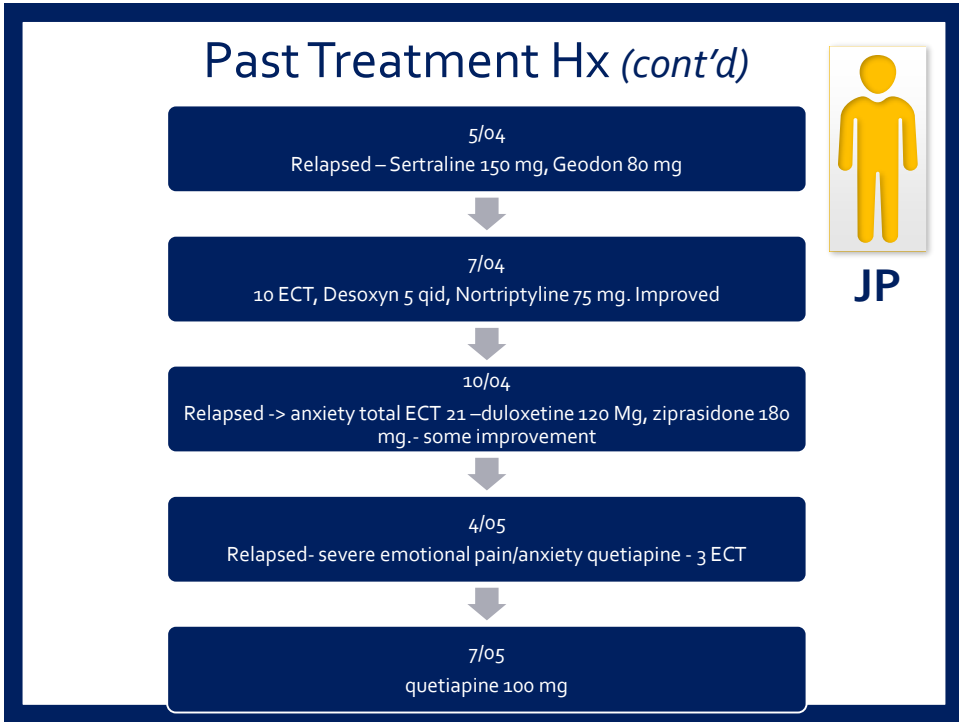 Past Treatment Hx (cont’d)
5/04
Relapsed – Sertraline 150 mg, Geodon 80 mg
7/04
10 ECT, Desoxyn 5 qid, Nortriptyline 75 mg. Improved
10/04
Relapsed -> anxiety total ECT 21 –duloxetine 120 Mg, ziprasidone 180
mg.- some improvement
4/05
Relapsed- severe emotional pain/anxiety quetiapine - 3 ECT
7/05
quetiapine 100 mg
JP